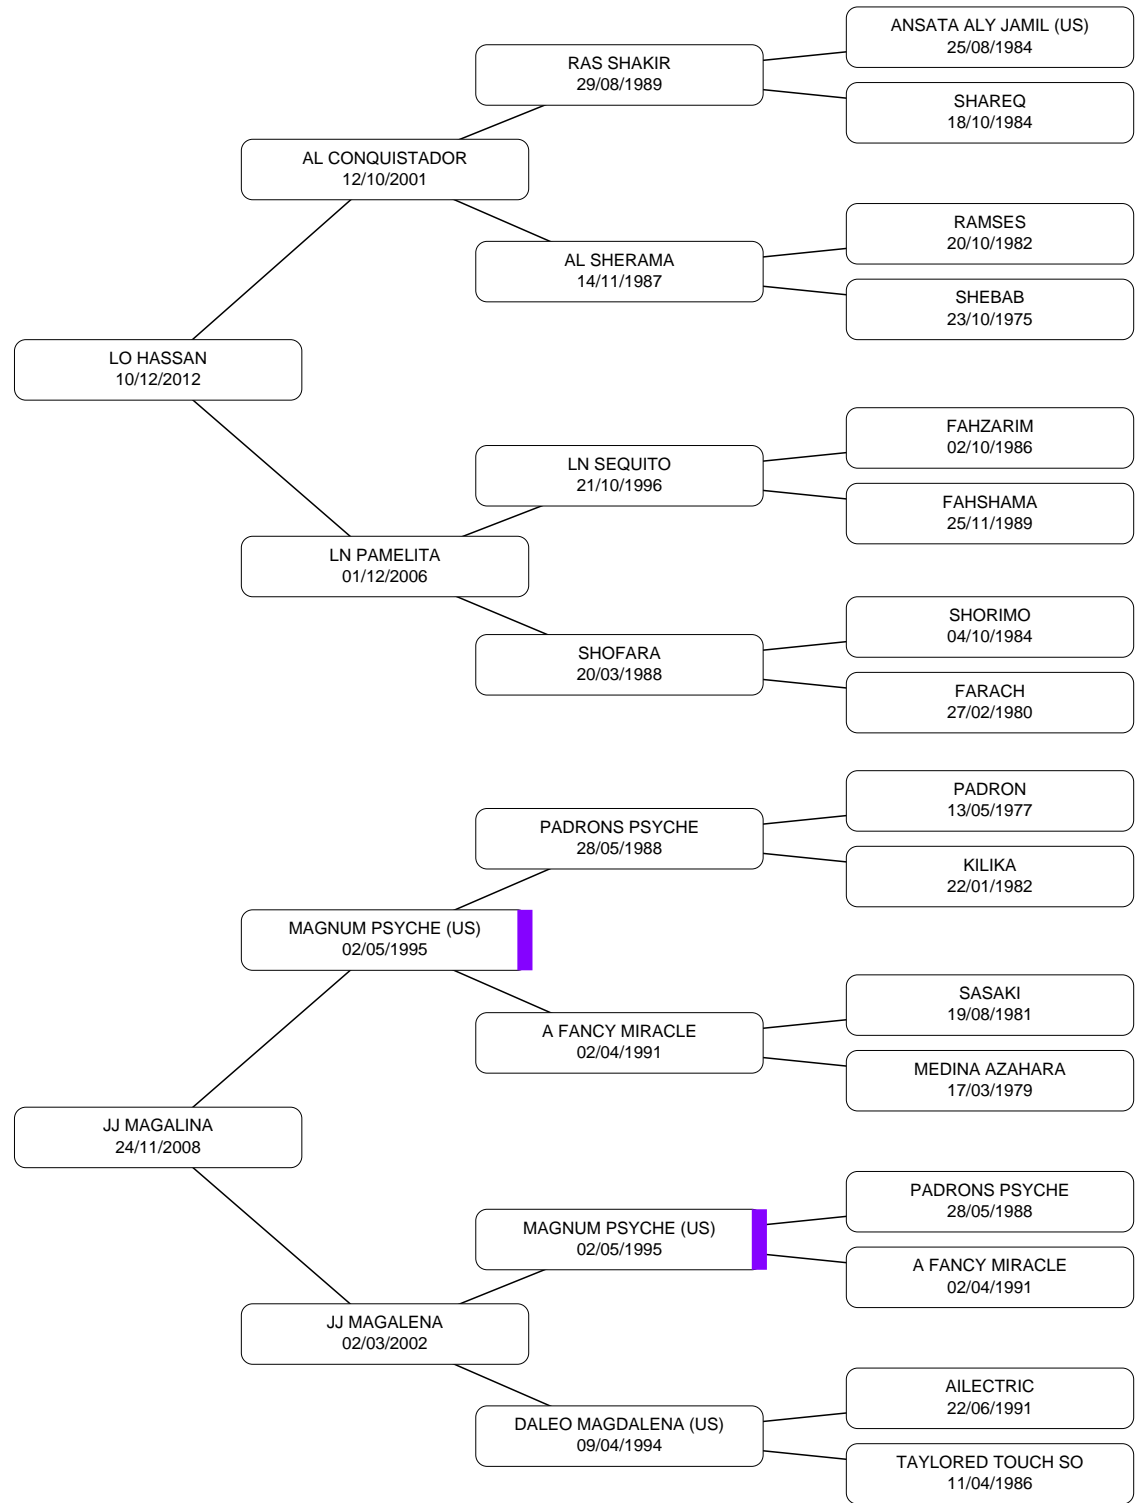 ANSATA ALY JAMIL (US)
25/08/1984
RAS SHAKIR
29/08/1989
SHAREQ
18/10/1984
AL CONQUISTADOR
12/10/2001
RAMSES
20/10/1982
AL SHERAMA
14/11/1987
SHEBAB
23/10/1975
LO HASSAN
10/12/2012
FAHZARIM
02/10/1986
LN SEQUITO
21/10/1996
FAHSHAMA
25/11/1989
LN PAMELITA
01/12/2006
SHORIMO
04/10/1984
SHOFARA
20/03/1988
FARACH
27/02/1980
PADRON
13/05/1977
PADRONS PSYCHE
28/05/1988
KILIKA
22/01/1982
MAGNUM PSYCHE (US)
02/05/1995
SASAKI
19/08/1981
A FANCY MIRACLE
02/04/1991
MEDINA AZAHARA
17/03/1979
JJ MAGALINA
24/11/2008
PADRONS PSYCHE
28/05/1988
MAGNUM PSYCHE (US)
02/05/1995
A FANCY MIRACLE
02/04/1991
JJ MAGALENA
02/03/2002
AILECTRIC
22/06/1991
DALEO MAGDALENA (US)
09/04/1994
TAYLORED TOUCH SO
11/04/1986